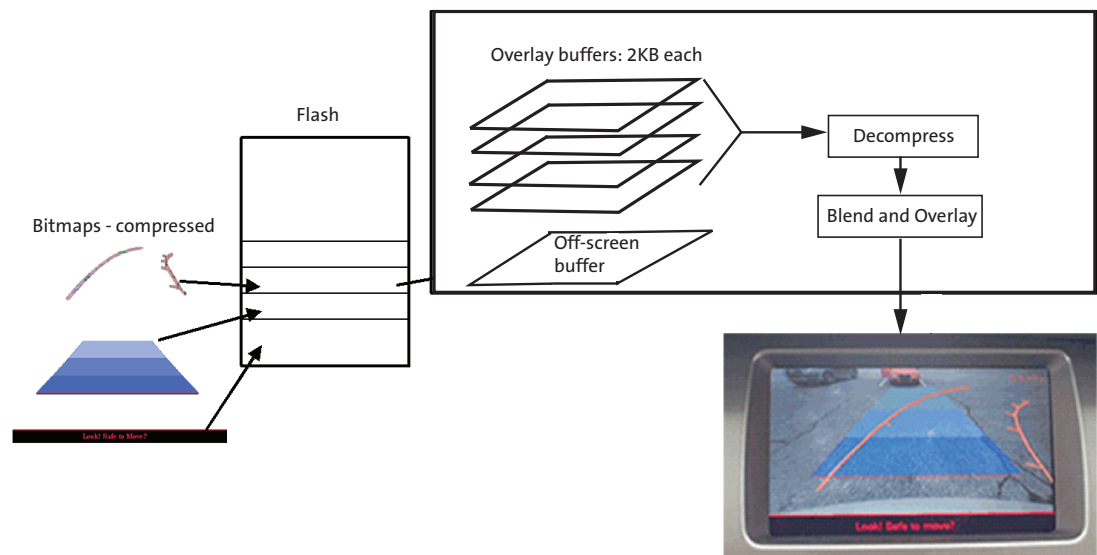 Overlay buffers: 2KB each
Flash
Decompress
Bitmaps - compressed
Blend and Overlay
Off-screen
buffer
Look! Safe to Move?
Look! Safe to move?